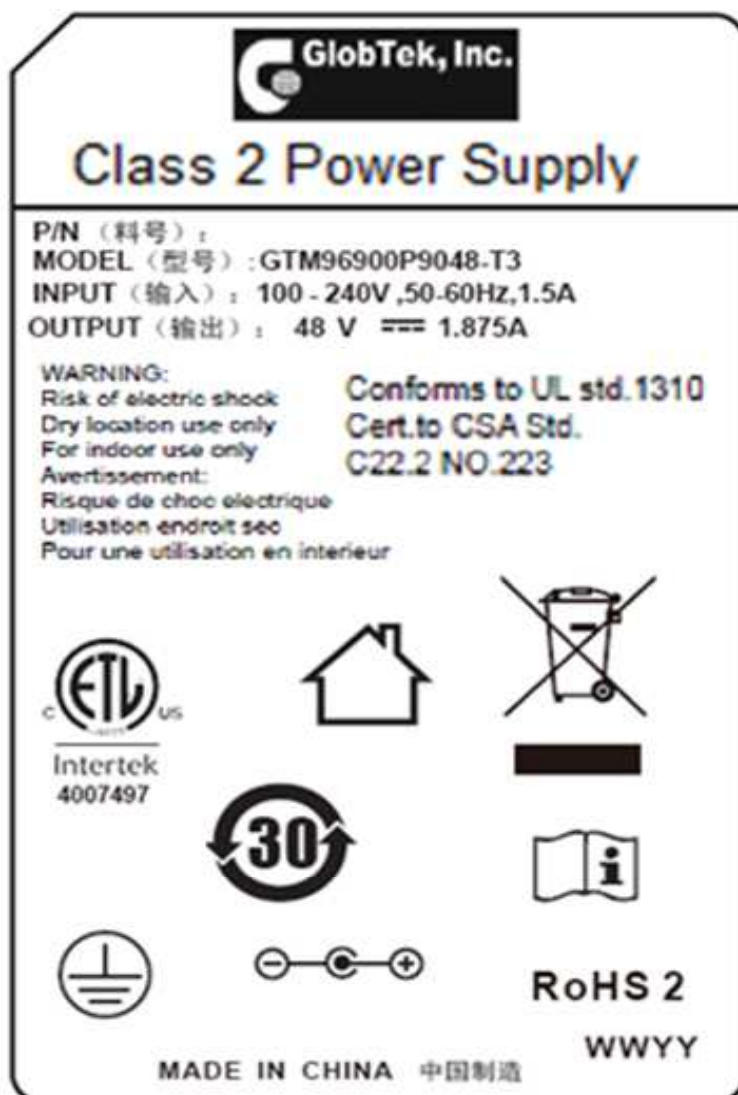 GlobTek, Inc.
Class 2 Power Supply
P/N（料号）：
MODEL（型号）:GTM96900P9048-T3
INPUT（输入）：100 - 240V ,50-60Hz,1.5A
OUTPUT（输出）： 48 V 1.875A
WARNING:
Risk of electric shock
Dry location use only
For indoor use only
Avertissement:
Risque de choc electrique
Utilisation endroit sec
Pour une utilisation en interieur
Conforms to UL std.1310
Cert.to CSA Std.
C22.2 NO.223
C ETL US
Intertek
4007497
30
i
RoHS 2
WWYY
MADE IN CHINA 中国制造